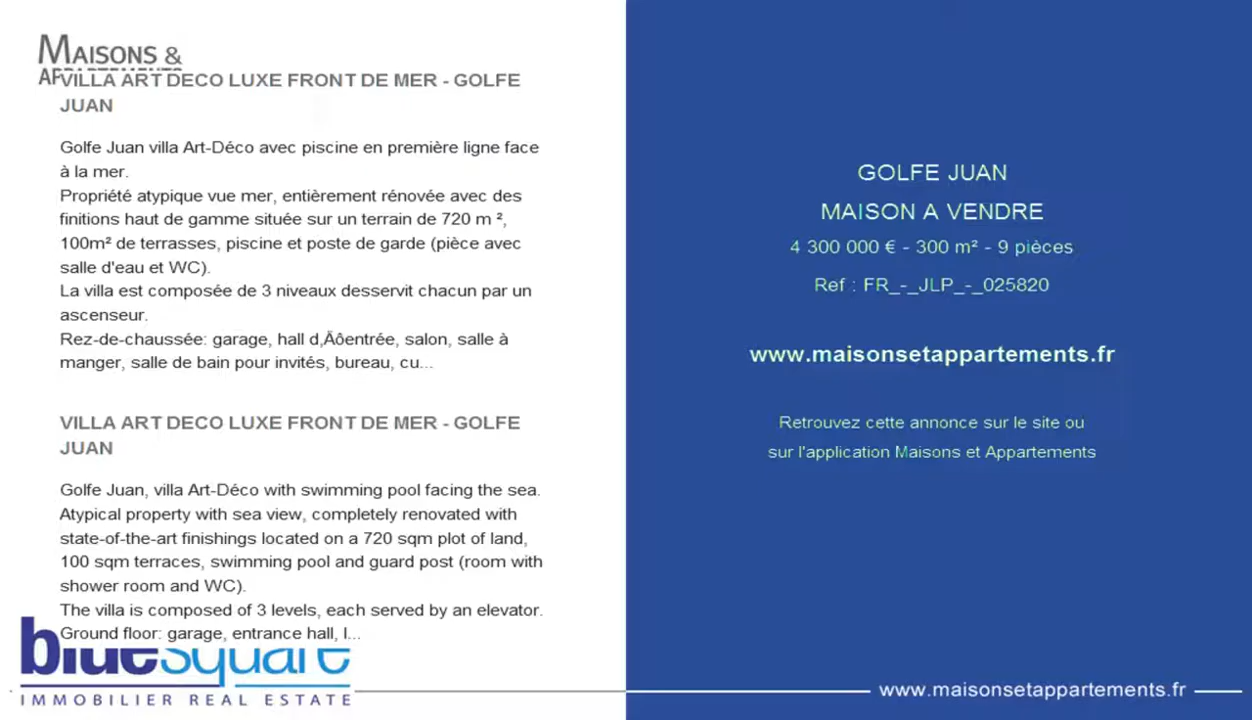 MAISONS &
AP
VILLA ART DECO LUXE FRONT DE MER - GOLFE
JUAN
Golfe Juan villa Art-Déco avec piscine en première ligne face
à la mer.
Propriété atypique vue mer, entièrement rénovée avec des
finitions haut de gamme située sur un terrain de 720 m ²,
100m² de terrasses, piscine et poste de garde (pièce avec
salle d'eau et WC).
La villa est composée de 3 niveaux desservit chacun par un
ascenseur.
Rez-de-chaussée: garage, hall d‚Äôentrée, salon, salle à
manger, salle de bain pour invités, bureau, cu...
VILLA ART DECO LUXE FRONT DE MER - GOLFE
JUAN
Golfe Juan, villa Art-Déco with swimming pool facing the sea.
Atypical property with sea view, completely renovated with
state-of-the-art finishings located on a 720 sqm plot of land,
100 sqm terraces, swimming pool and guard post (room with
shower room and WC).
The villa is composed of 3 levels, each served by an elevator.
Ground floor: garage, entrance hall, l...
bluesquare
IMMOBILIER REAL ESTATE
GOLFE JUAN
MAISON A VENDRE
4 300 000 € - 300 m² - 9 pièces
Ref : FR_-_JLP_-_025820
www.maisonsetappartements.fr
Retrouvez cette annonce sur le site ou
sur l'application Maisons et Appartements
www.maisonsetappartements.fr